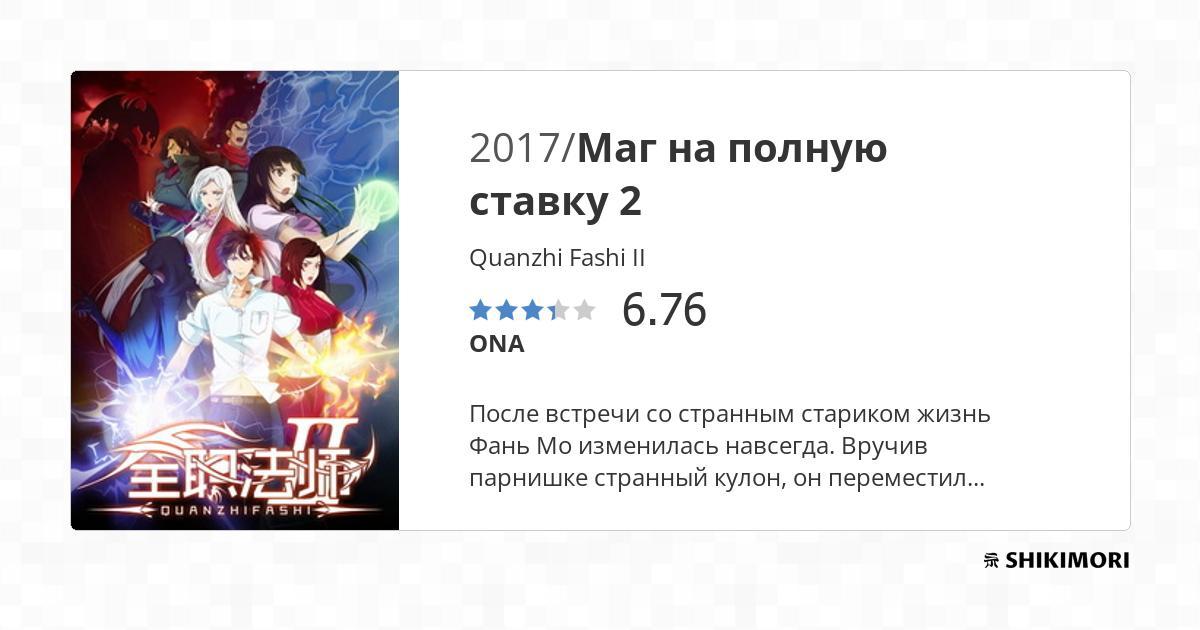 全职法师
II
QUANZHIFASHI
2017/Маг на полную
ставку 2
Quanzhi Fashi II
6.76
ONA
После встречи со странным стариком жизнь
Фань Мо изменилась навсегда. Вручив
парнишке странный кулон, он переместил...
SHIKIMORI